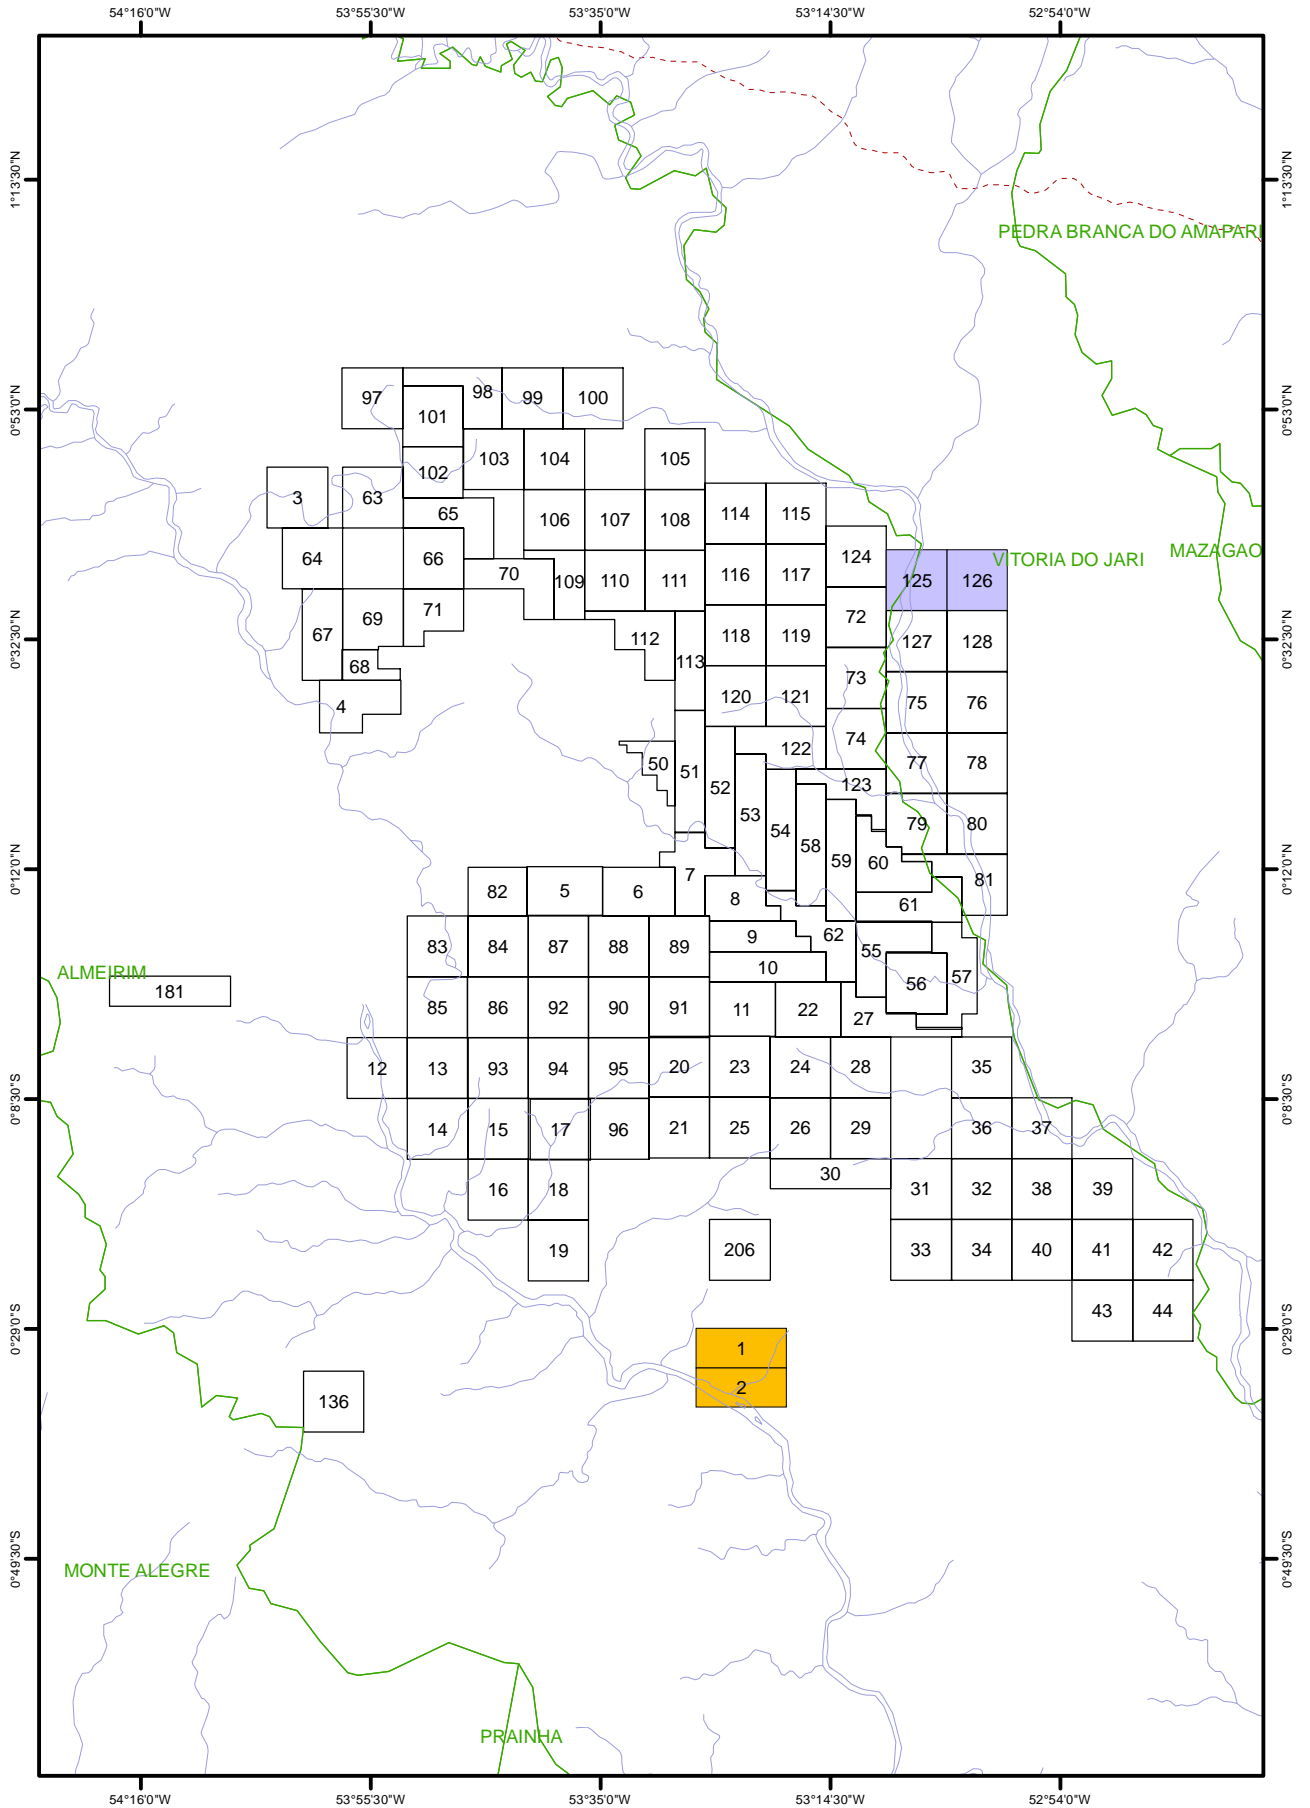 54°16'0"W 53°55'30"W 53°35'0"W 53°14'30"W 52°54'0"W
1°13'30"N 1°13'30"N
PEDRA BRANCA DO AMAPARI
97 98 99 100
0°53'0"N 0°53'0"N
101
102 103 104 105
3 63 65 106 107 108 114 115
64 66 70 109 110 111 116 117 124 125 126 VITORIA DO JARI MAZAGAO
67 69 71 112 113 118 119 72 127 128
0°32'30"N 0°32'30"N
68
4 120 121 73 75 76
50 51 52 122 74 77 78
53 54 58 59 123 79 80
60
0°12'0"N 0°12'0"N
82 5 6 7 8 61 81
83 84 87 88 89 9 62 55
ALMEIRIM
181 10 56 57
85 86 92 90 91 11 22 27
12 13 93 94 95 20 23 24 28 35
0°8'30"S 0°8'30"S
14 15 17 96 21 25 26 29 36 37
30
16 18 31 32 38 39
19 206 33 34 40 41 42
43 44
0°29'0"S 0°29'0"S
1
2
136
0°49'30"S 0°49'30"S
MONTE ALEGRE
PRAINHA
54°16'0"W 53°55'30"W 53°35'0"W 53°14'30"W 52°54'0"W